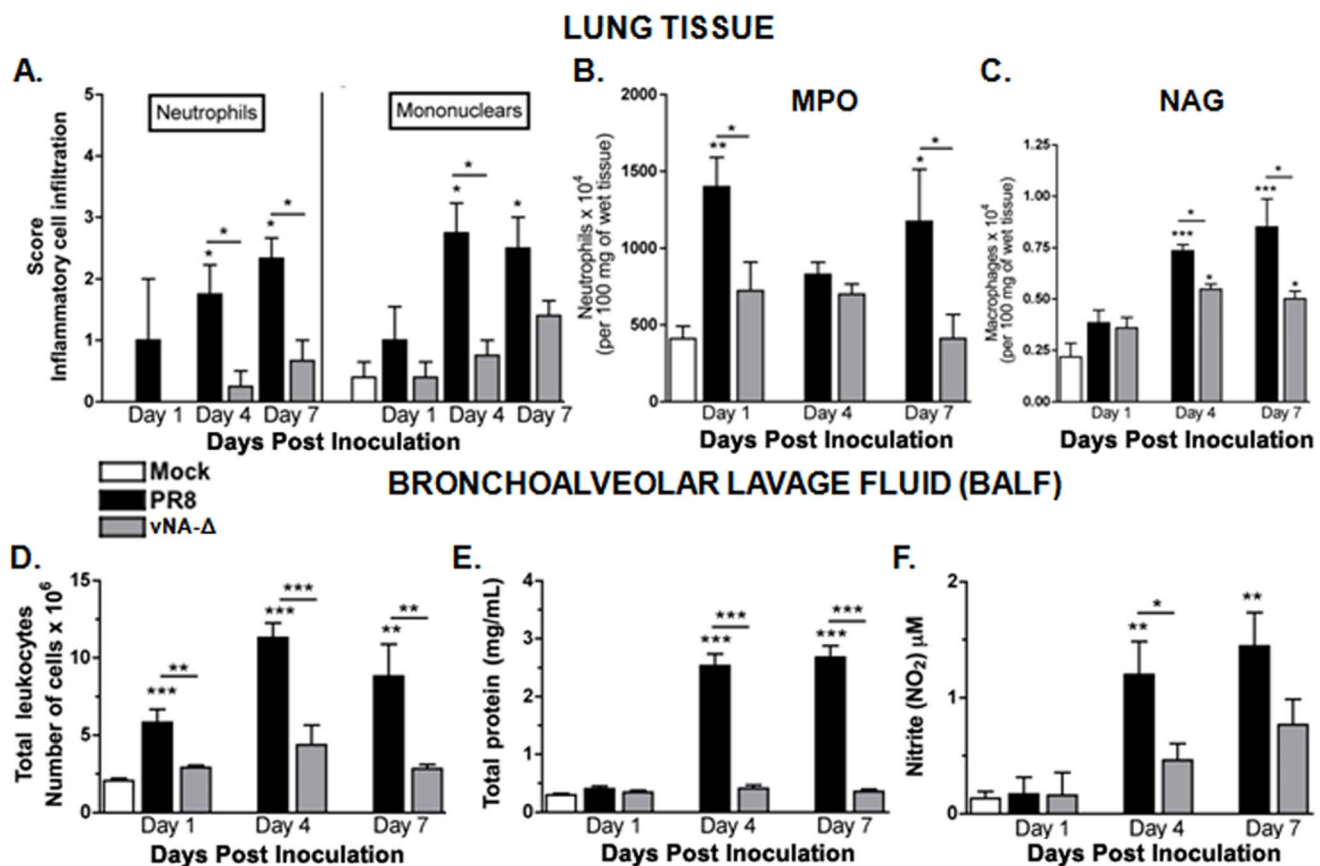 LUNG TISSUE
A.
Neutrophils
Mononuclears
Score
Inflammatory cell infiltration
5
4
3
2
1
0
*
*
*
*
*
*
*
Day 1
Day 4
Day 7
Day 1
Day 4
Day 7
Days Post Inoculation
B.
MPO
Neutrophils x 10⁴
(per 100 mg of wet tissue)
2000
1500
1000
500
0
**
*
*
*
Day 1
Day 4
Day 7
Days Post Inoculation
C.
NAG
Macrophages x 10⁴
(per 100 mg of wet tissue)
1.25
1.00
0.75
0.50
0.25
0.00
***
*
*
***
*
*
Day 1
Day 4
Day 7
Days Post Inoculation
Mock
PR8
vNA-Δ
BRONCHOALVEOLAR LAVAGE FLUID (BALF)
D.
Total leukocytes
Number of cells x 10⁶
15
10
5
0
***
**
***
***
**
**
Day 1
Day 4
Day 7
Days Post Inoculation
E.
Total protein (mg/mL)
4
3
2
1
0
***
***
***
***
Day 1
Day 4
Day 7
Days Post Inoculation
F.
Nitrite (NO₂) μM
2
1
0
**
*
**
Day 1
Day 4
Day 7
Days Post Inoculation